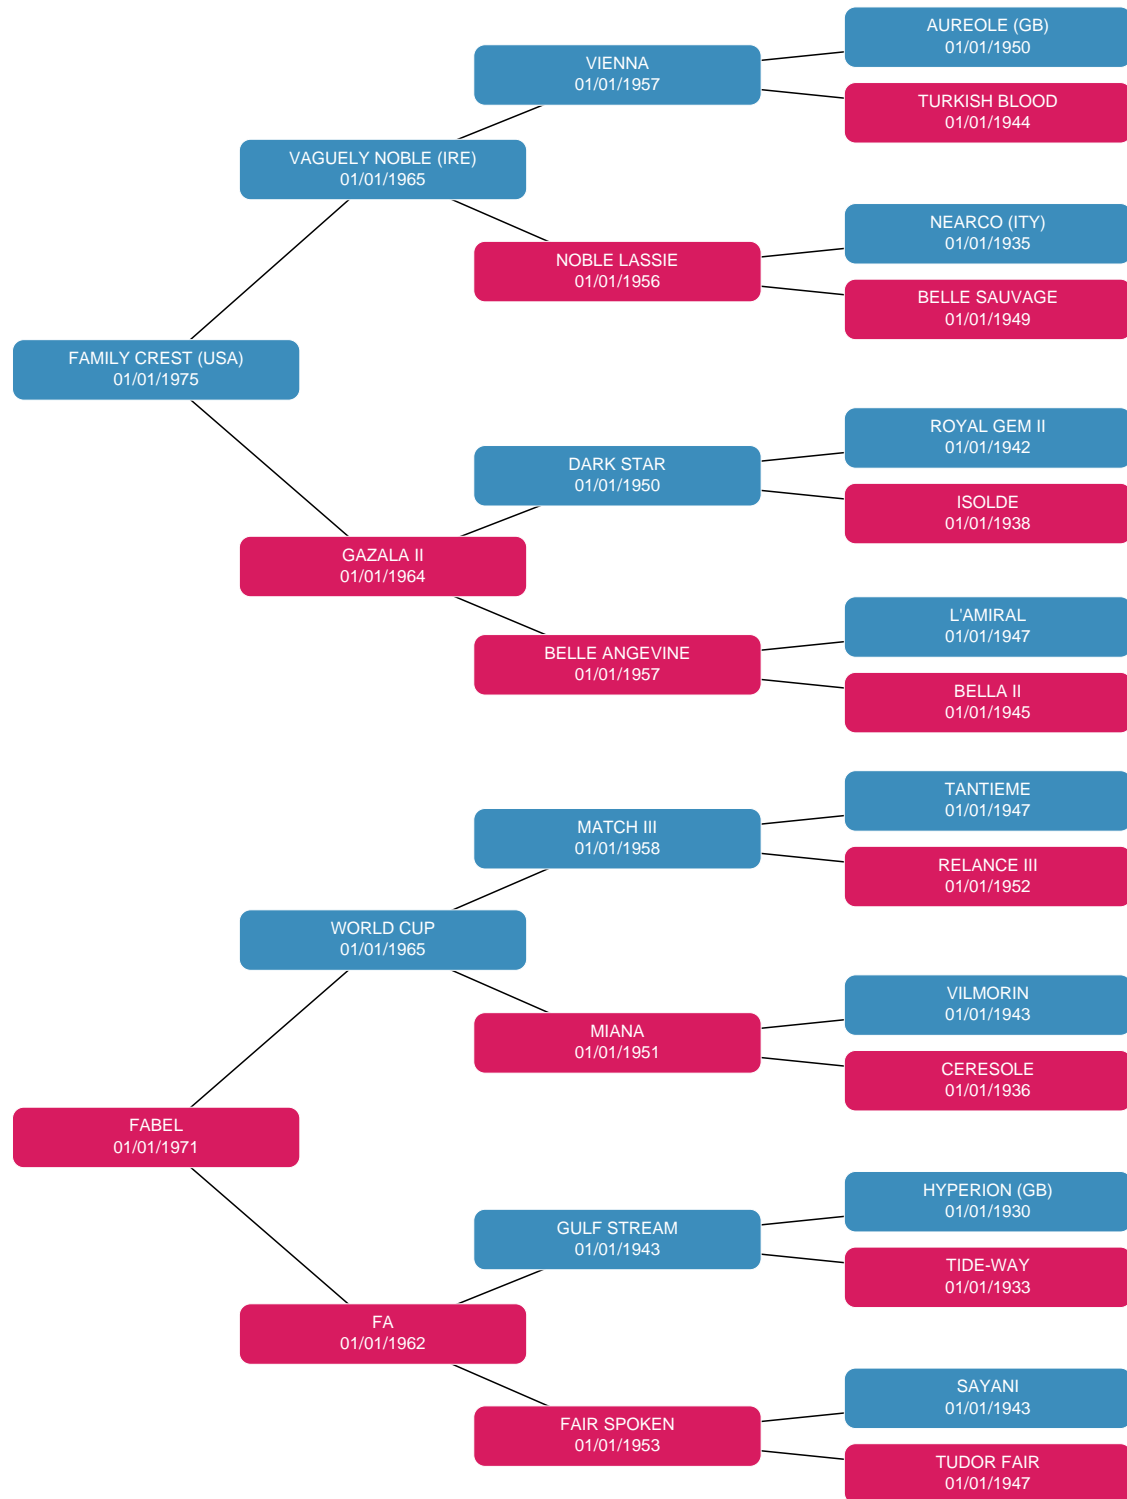 AUREOLE (GB)
01/01/1950
VIENNA
01/01/1957
TURKISH BLOOD
01/01/1944
VAGUELY NOBLE (IRE)
01/01/1965
NEARCO (ITY)
01/01/1935
NOBLE LASSIE
01/01/1956
BELLE SAUVAGE
01/01/1949
FAMILY CREST (USA)
01/01/1975
ROYAL GEM II
01/01/1942
DARK STAR
01/01/1950
ISOLDE
01/01/1938
GAZALA II
01/01/1964
L'AMIRAL
01/01/1947
BELLE ANGEVINE
01/01/1957
BELLA II
01/01/1945
TANTIEME
01/01/1947
MATCH III
01/01/1958
RELANCE III
01/01/1952
WORLD CUP
01/01/1965
VILMORIN
01/01/1943
MIANA
01/01/1951
CERESOLE
01/01/1936
FABEL
01/01/1971
HYPERION (GB)
01/01/1930
GULF STREAM
01/01/1943
TIDE-WAY
01/01/1933
FA
01/01/1962
SAYANI
01/01/1943
FAIR SPOKEN
01/01/1953
TUDOR FAIR
01/01/1947